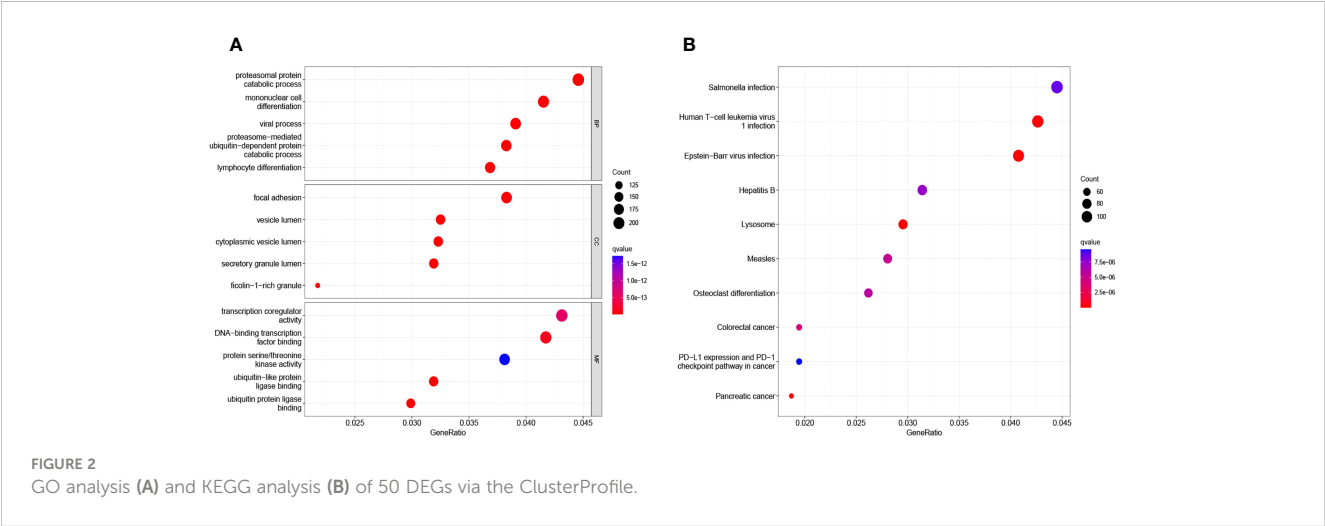 A
proteasomal protein
catabolic process
mononuclear cell
differentiation
viral process
proteasome−mediated
ubiquitin−dependent protein
catabolic process
lymphocyte differentiation
BP
focal adhesion
vesicle lumen
cytoplasmic vesicle lumen
secretory granule lumen
ficolin−1−rich granule
CC
transcription coregulator
activity
DNA−binding transcription
factor binding
protein serine/threonine
kinase activity
ubiquitin−like protein
ligase binding
ubiquitin protein ligase
binding
MF
0.025 0.030 0.035 0.040 0.045
GeneRatio
Count
125
150
175
200
qvalue
1.5e−12
1.0e−12
5.0e−13
B
Salmonella infection
Human T−cell leukemia virus
1 infection
Epstein−Barr virus infection
Hepatitis B
Lysosome
Measles
Osteoclast differentiation
Colorectal cancer
PD−L1 expression and PD−1
checkpoint pathway in cancer
Pancreatic cancer
0.020 0.025 0.030 0.035 0.040 0.045
GeneRatio
Count
60
80
100
qvalue
7.5e−06
5.0e−06
2.5e−06
FIGURE 2
GO analysis (A) and KEGG analysis (B) of 50 DEGs via the ClusterProfile.